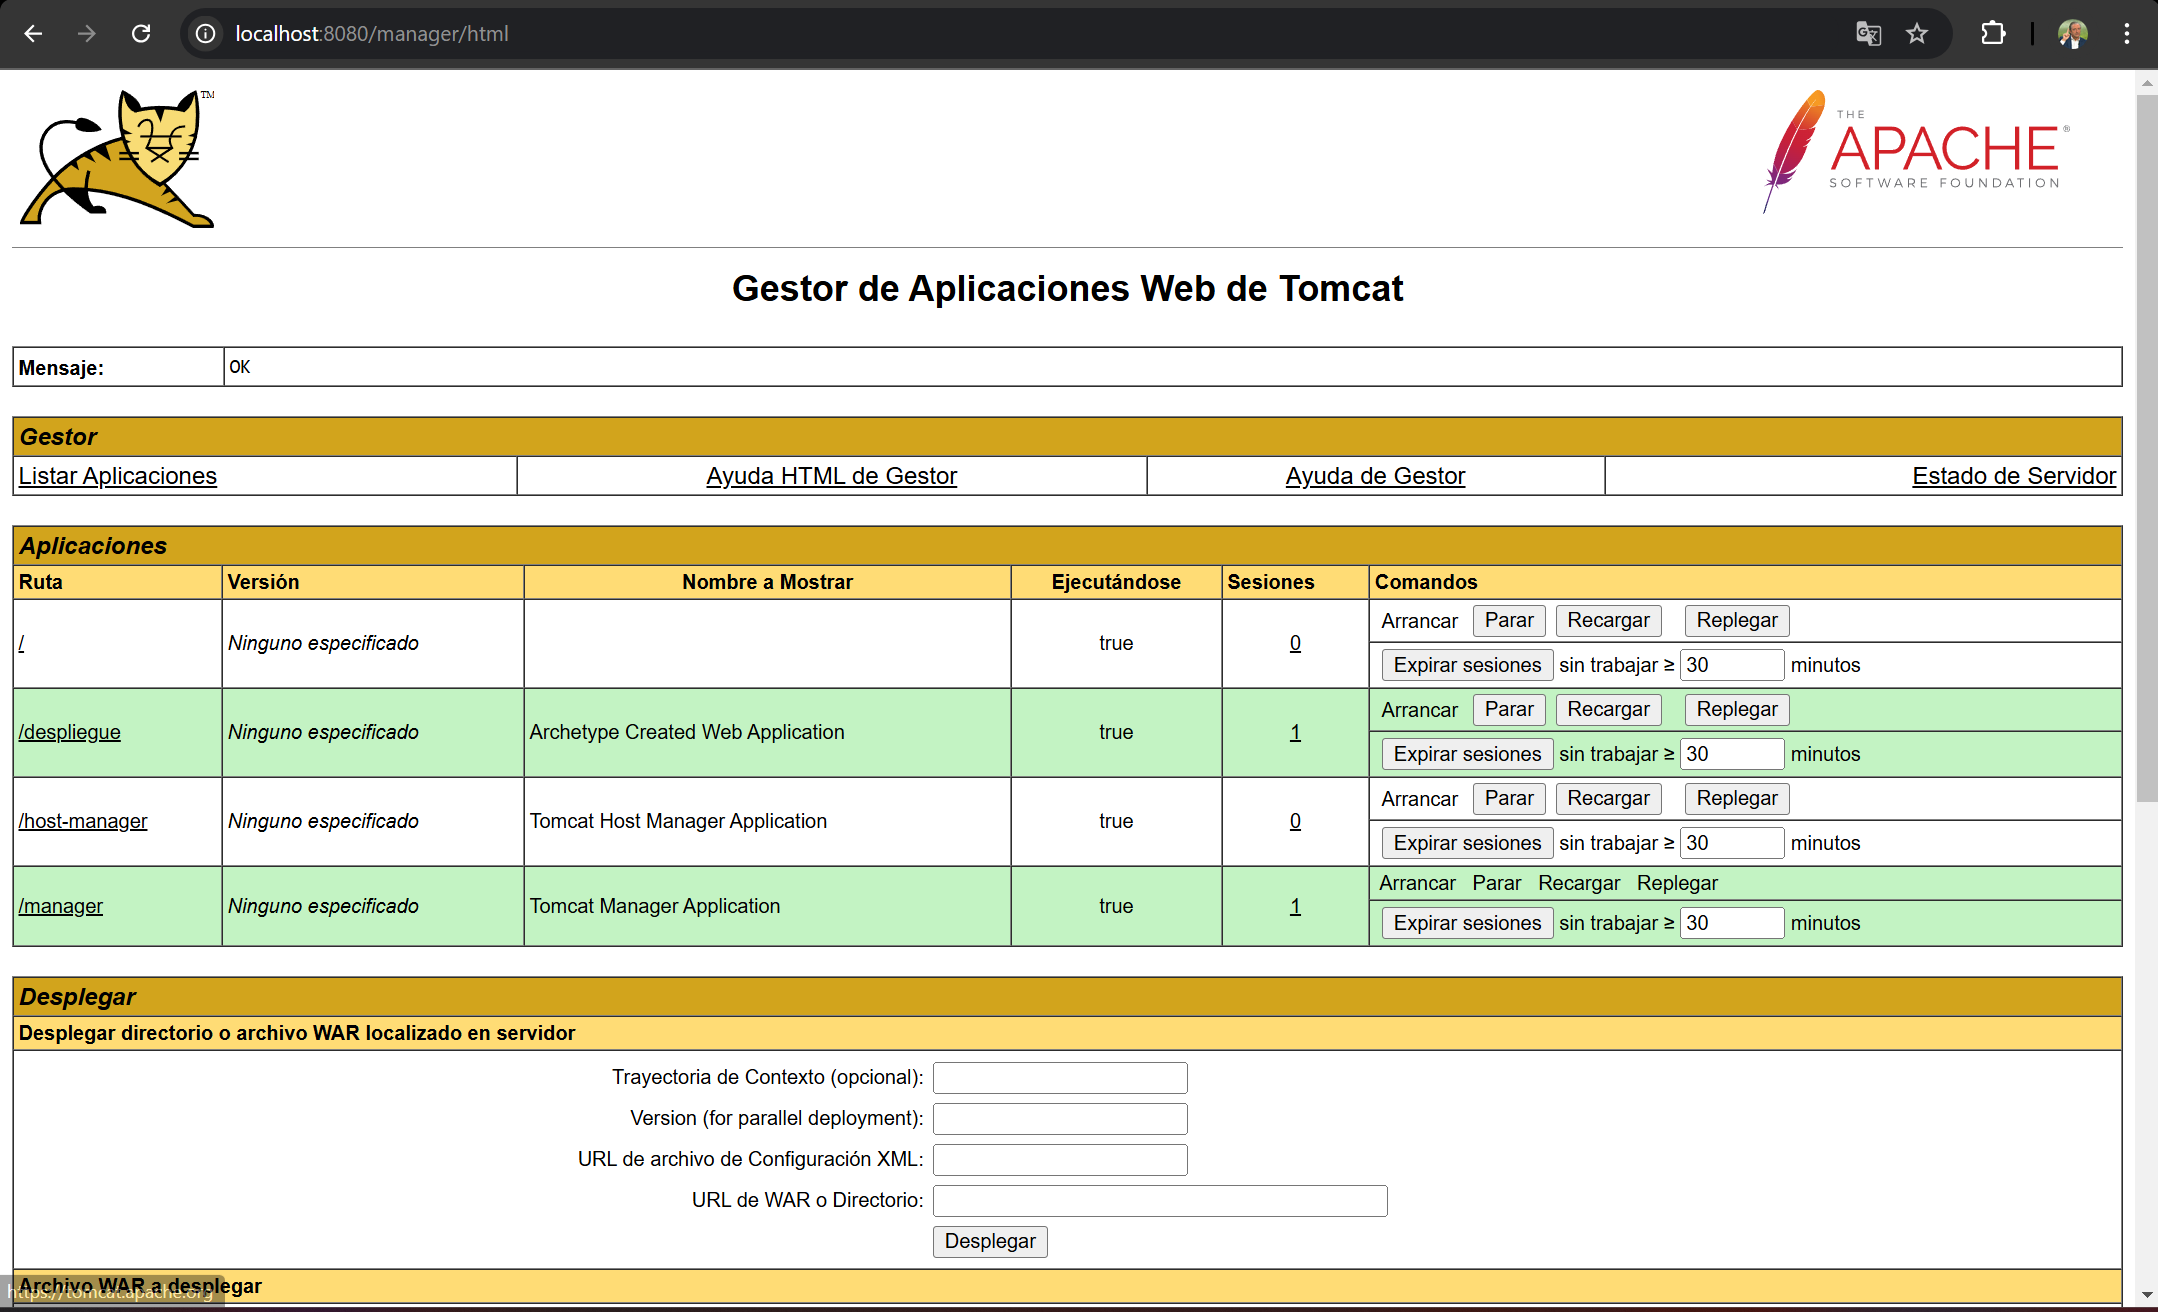 localhost:8080/manager/html
TM
THE
APACHE®
SOFTWARE FOUNDATION
Gestor de Aplicaciones Web de Tomcat
Mensaje: OK
Gestor
Listar Aplicaciones Ayuda HTML de Gestor Ayuda de Gestor Estado de Servidor
Aplicaciones
Ruta Versión Nombre a Mostrar Ejecutándose Sesiones Comandos
/ Ninguno especificado true 0 Arrancar Parar Recargar Replegar
Expirar sesiones sin trabajar ≥ 30 minutos
/despliegue Ninguno especificado Archetype Created Web Application true 1 Arrancar Parar Recargar Replegar
Expirar sesiones sin trabajar ≥ 30 minutos
/host-manager Ninguno especificado Tomcat Host Manager Application true 0 Arrancar Parar Recargar Replegar
Expirar sesiones sin trabajar ≥ 30 minutos
/manager Ninguno especificado Tomcat Manager Application true 1 Arrancar Parar Recargar Replegar
Expirar sesiones sin trabajar ≥ 30 minutos
Desplegar
Desplegar directorio o archivo WAR localizado en servidor
Trayectoria de Contexto (opcional):
Version (for parallel deployment):
URL de archivo de Configuración XML:
URL de WAR o Directorio:
Desplegar
Archivo WAR a desplegar
https://tomcat.apache.org